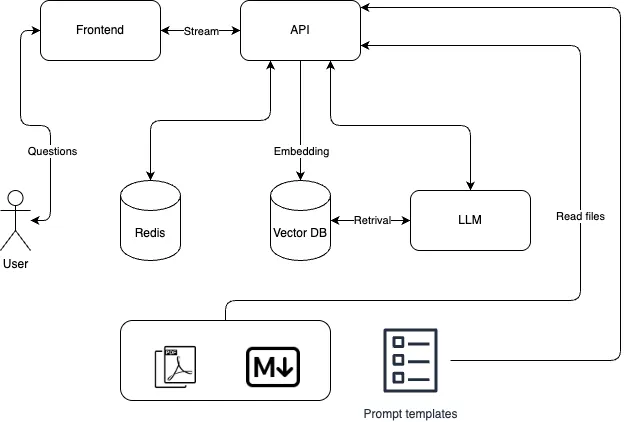 Frontend
Stream
API
Questions
Embedding
User
Redis
Vector DB
Retrival
LLM
Read files
PDF
M
Prompt templates